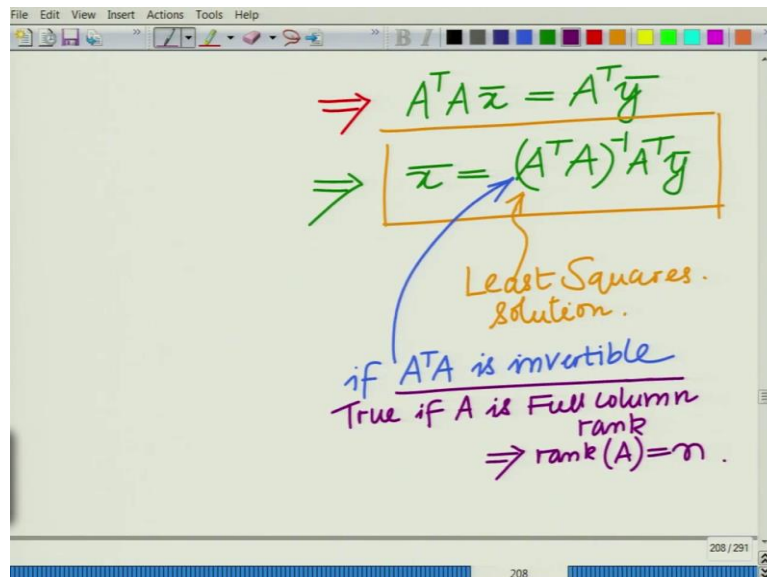 File Edit View Insert Actions Tools Help
B I
⇒ AᵀA x̄ = Aᵀȳ
⇒ x̄ = (AᵀA)⁻¹Aᵀȳ
Least Squares.
solution.
if AᵀA is invertible
True if A is Full column
rank
⇒ rank(A)=n.
208/291
208